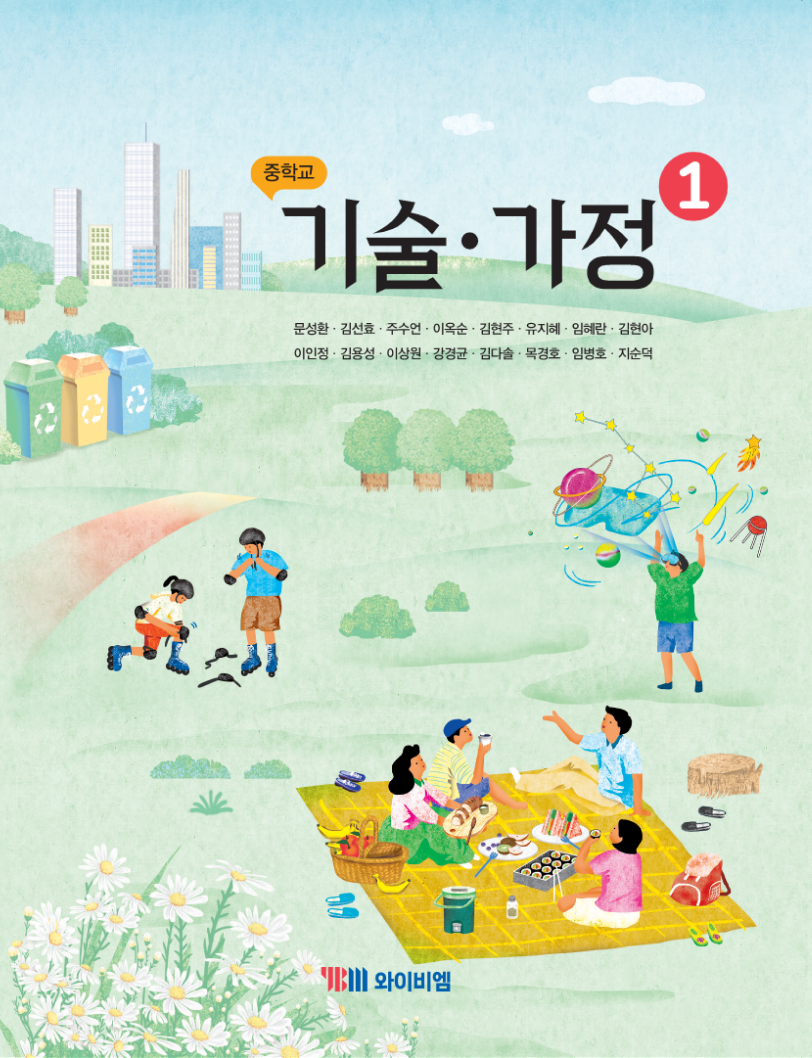 중학교
기술·가정 1
문성환 · 김선효 · 주수언 · 이옥순 · 김현주 · 유지혜 · 임혜란 · 김현아
이인정 · 김용성 · 이상원 · 강경균 · 김다솔 · 목경호 · 임병호 · 지순덕
YBM 와이비엠